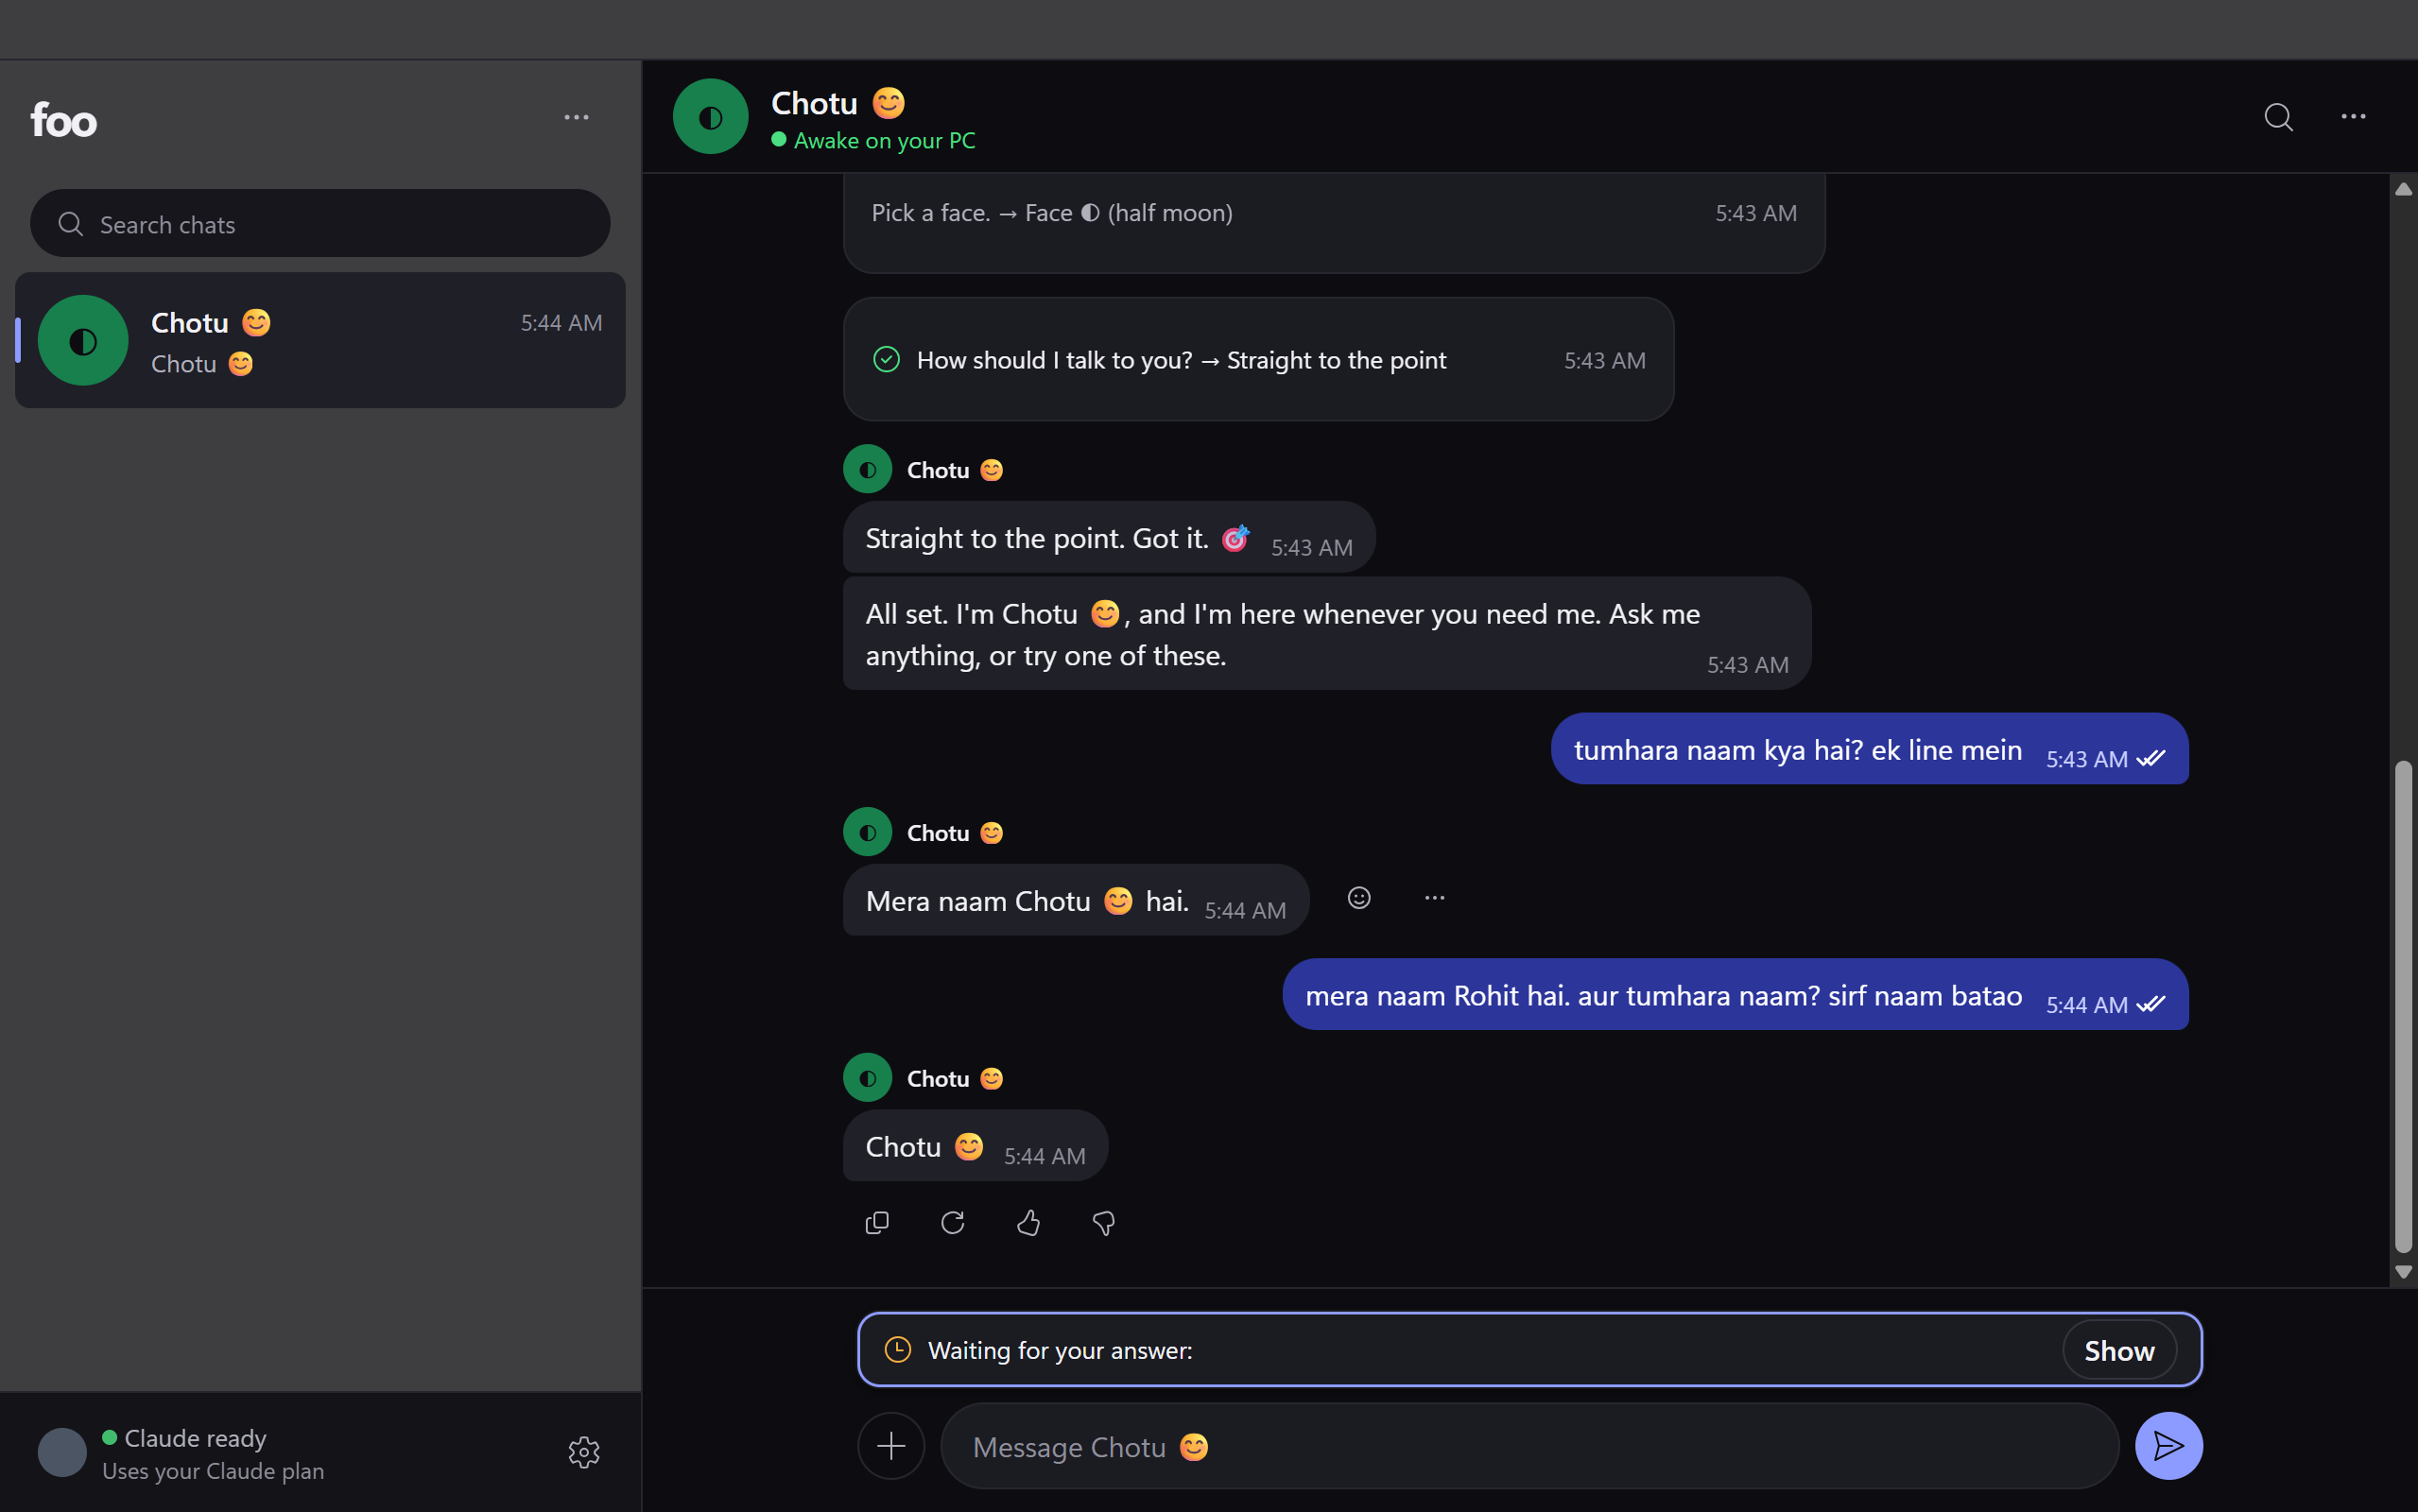 foo
Search chats
Chotu 😊 5:44 AM
Chotu 😊
Claude ready
Uses your Claude plan
Chotu 😊
Awake on your PC
Pick a face. → Face ◐ (half moon) 5:43 AM
How should I talk to you? → Straight to the point 5:43 AM
Chotu 😊
Straight to the point. Got it. 🎯 5:43 AM
All set. I'm Chotu 😊, and I'm here whenever you need me. Ask me
anything, or try one of these. 5:43 AM
tumhara naam kya hai? ek line mein 5:43 AM
Chotu 😊
Mera naam Chotu 😊 hai. 5:44 AM
mera naam Rohit hai. aur tumhara naam? sirf naam batao 5:44 AM
Chotu 😊
Chotu 😊 5:44 AM
Waiting for your answer: Show
Message Chotu 😊